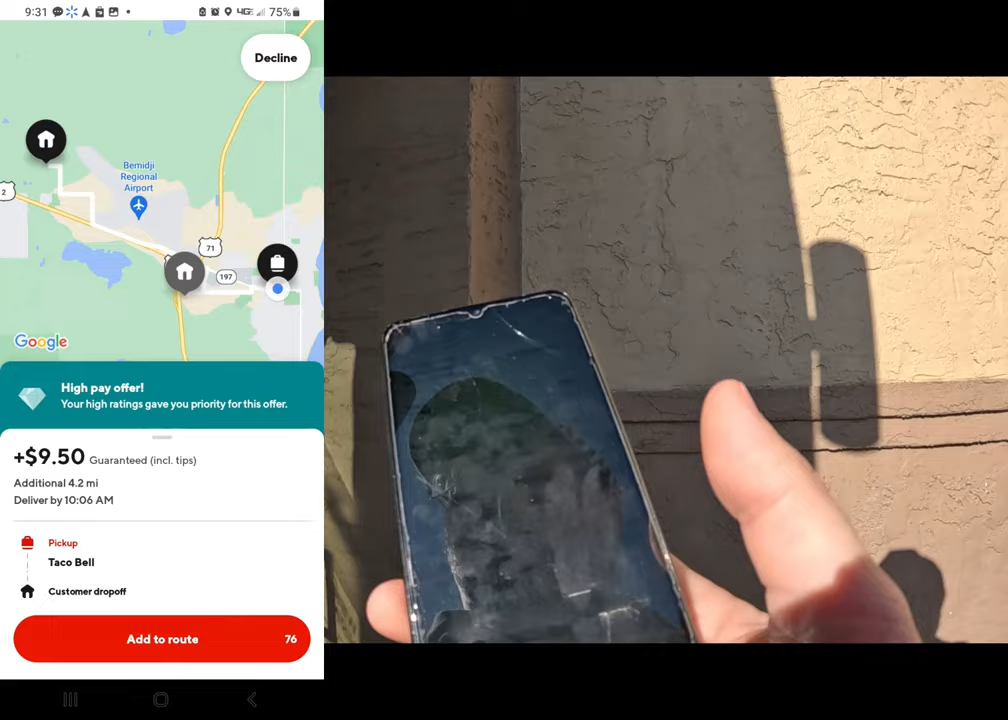 9:31
4GE
75%
Decline
Bemidji
Regional
Airport
2
71
197
Google
High pay offer!
Your high ratings gave you priority for this offer.
+$9.50 Guaranteed (incl. tips)
Additional 4.2 mi
Deliver by 10:06 AM
Pickup
Taco Bell
Customer dropoff
Add to route 76